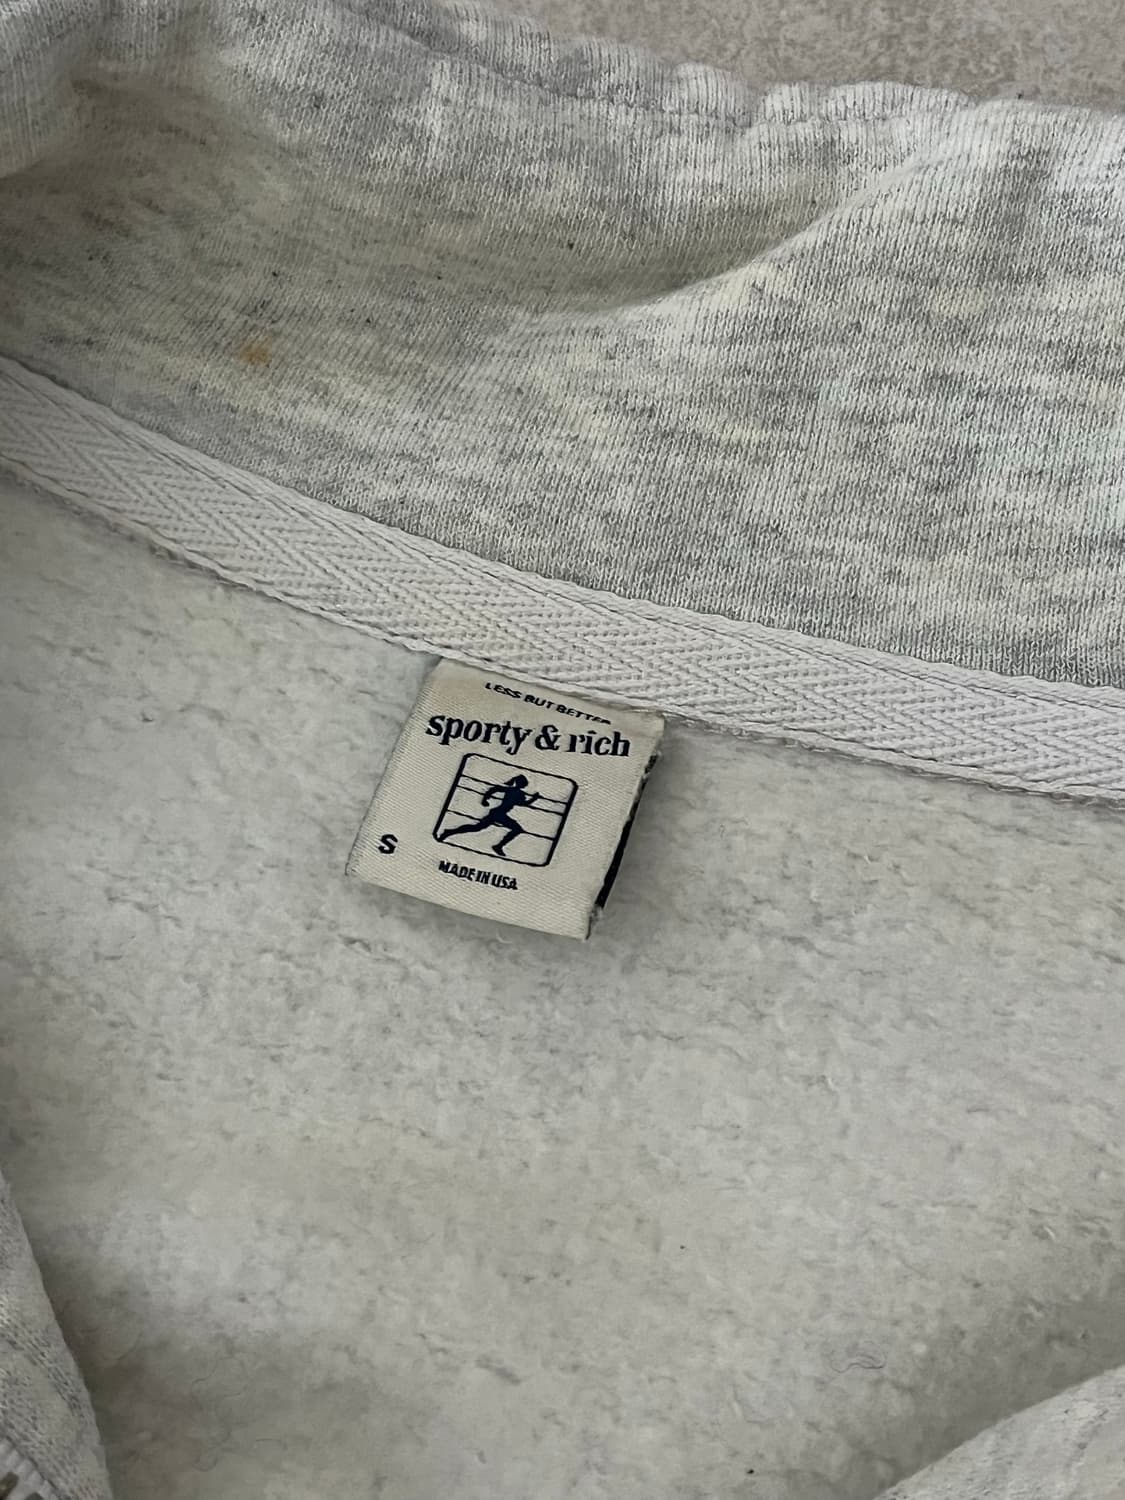 LESS BUT BETTER
sporty & rich
S
MADE IN USA